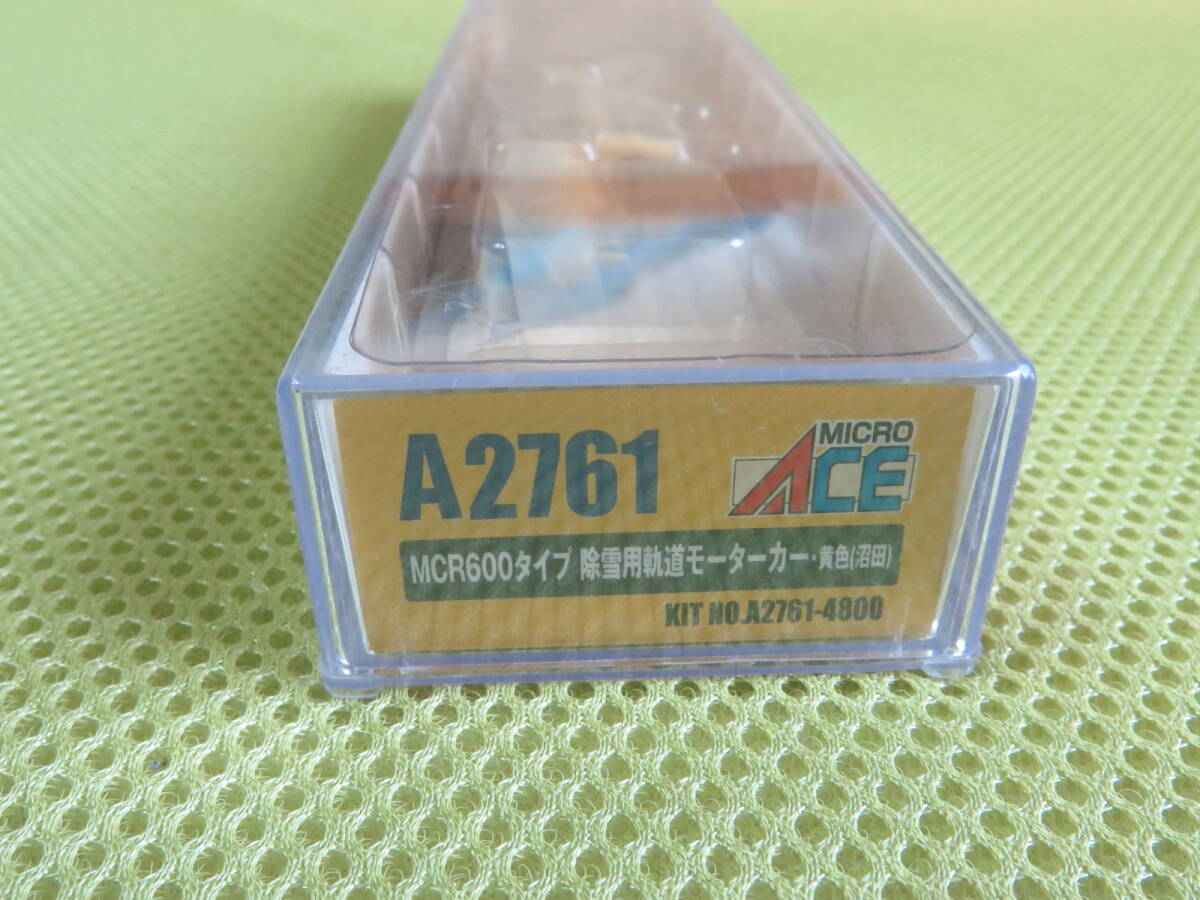 A2761
MICRO
ACE
MCR600タイプ 除雪用軌道モーターカー・黄色(沼田)
KIT NO.A2761-4800